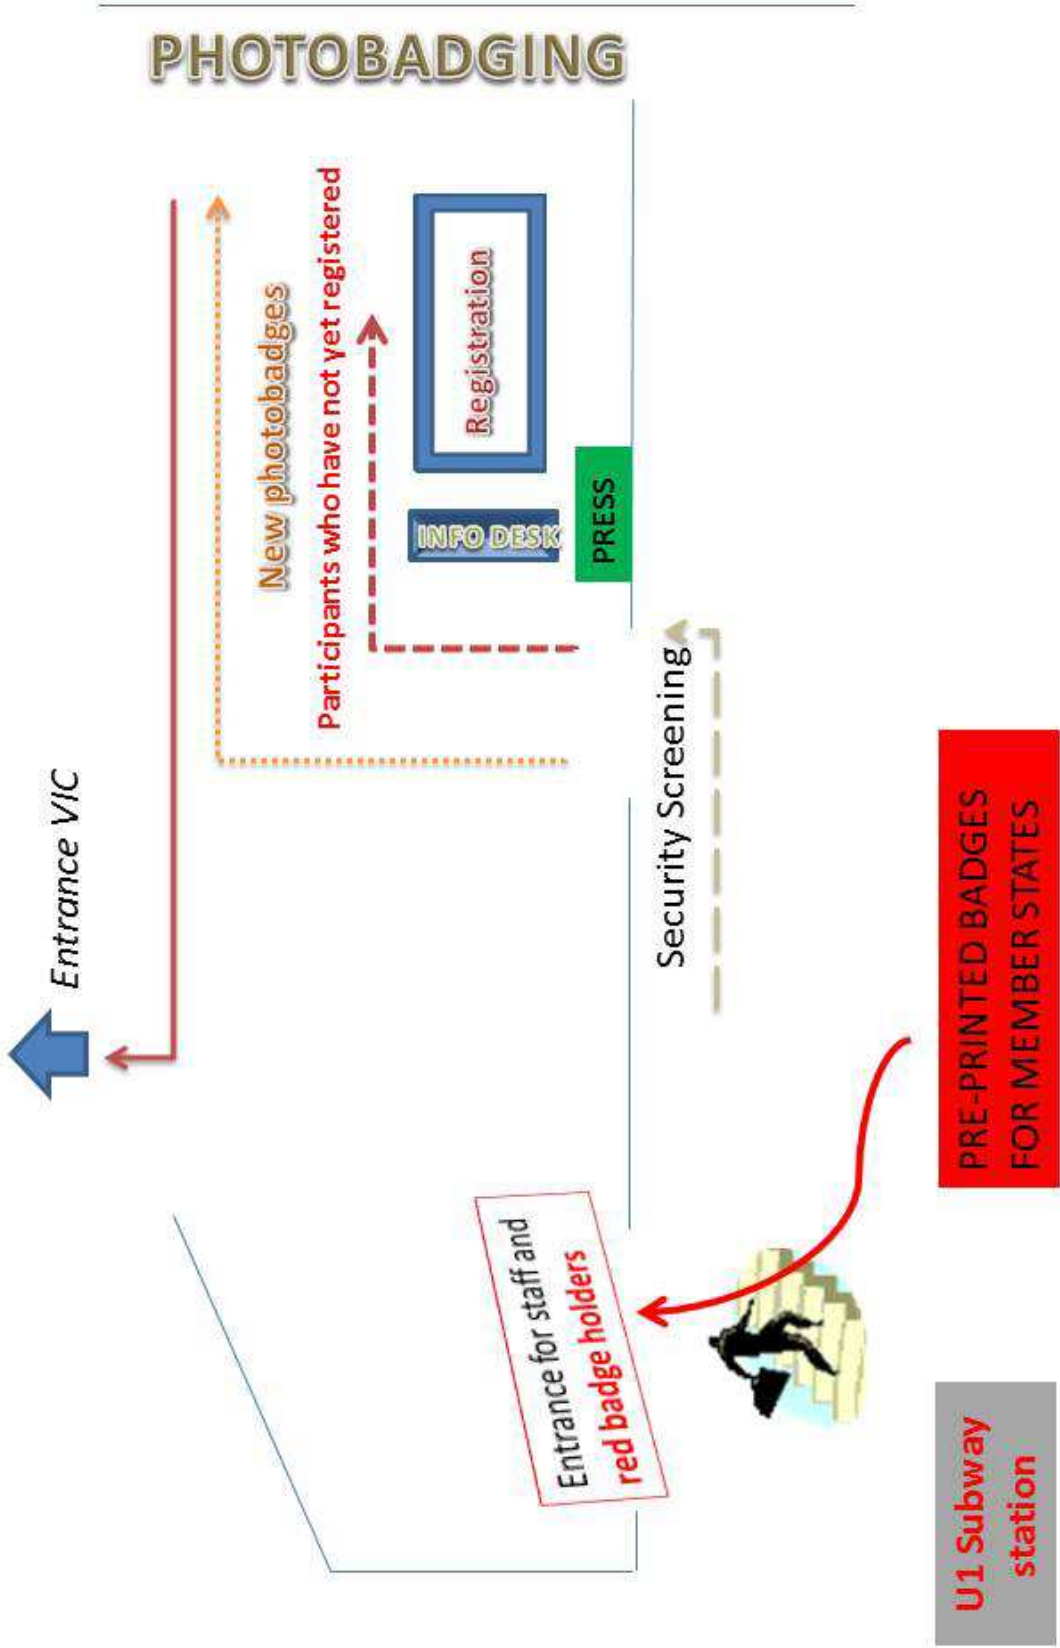 PHOTOBADGING
Entrance VIC
New photobadges
Participants who have not yet registered
Registration
INFO DESK
PRESS
Security Screening
Entrance for staff and
red badge holders
PRE-PRINTED BADGES
FOR MEMBER STATES
U1 Subway
station